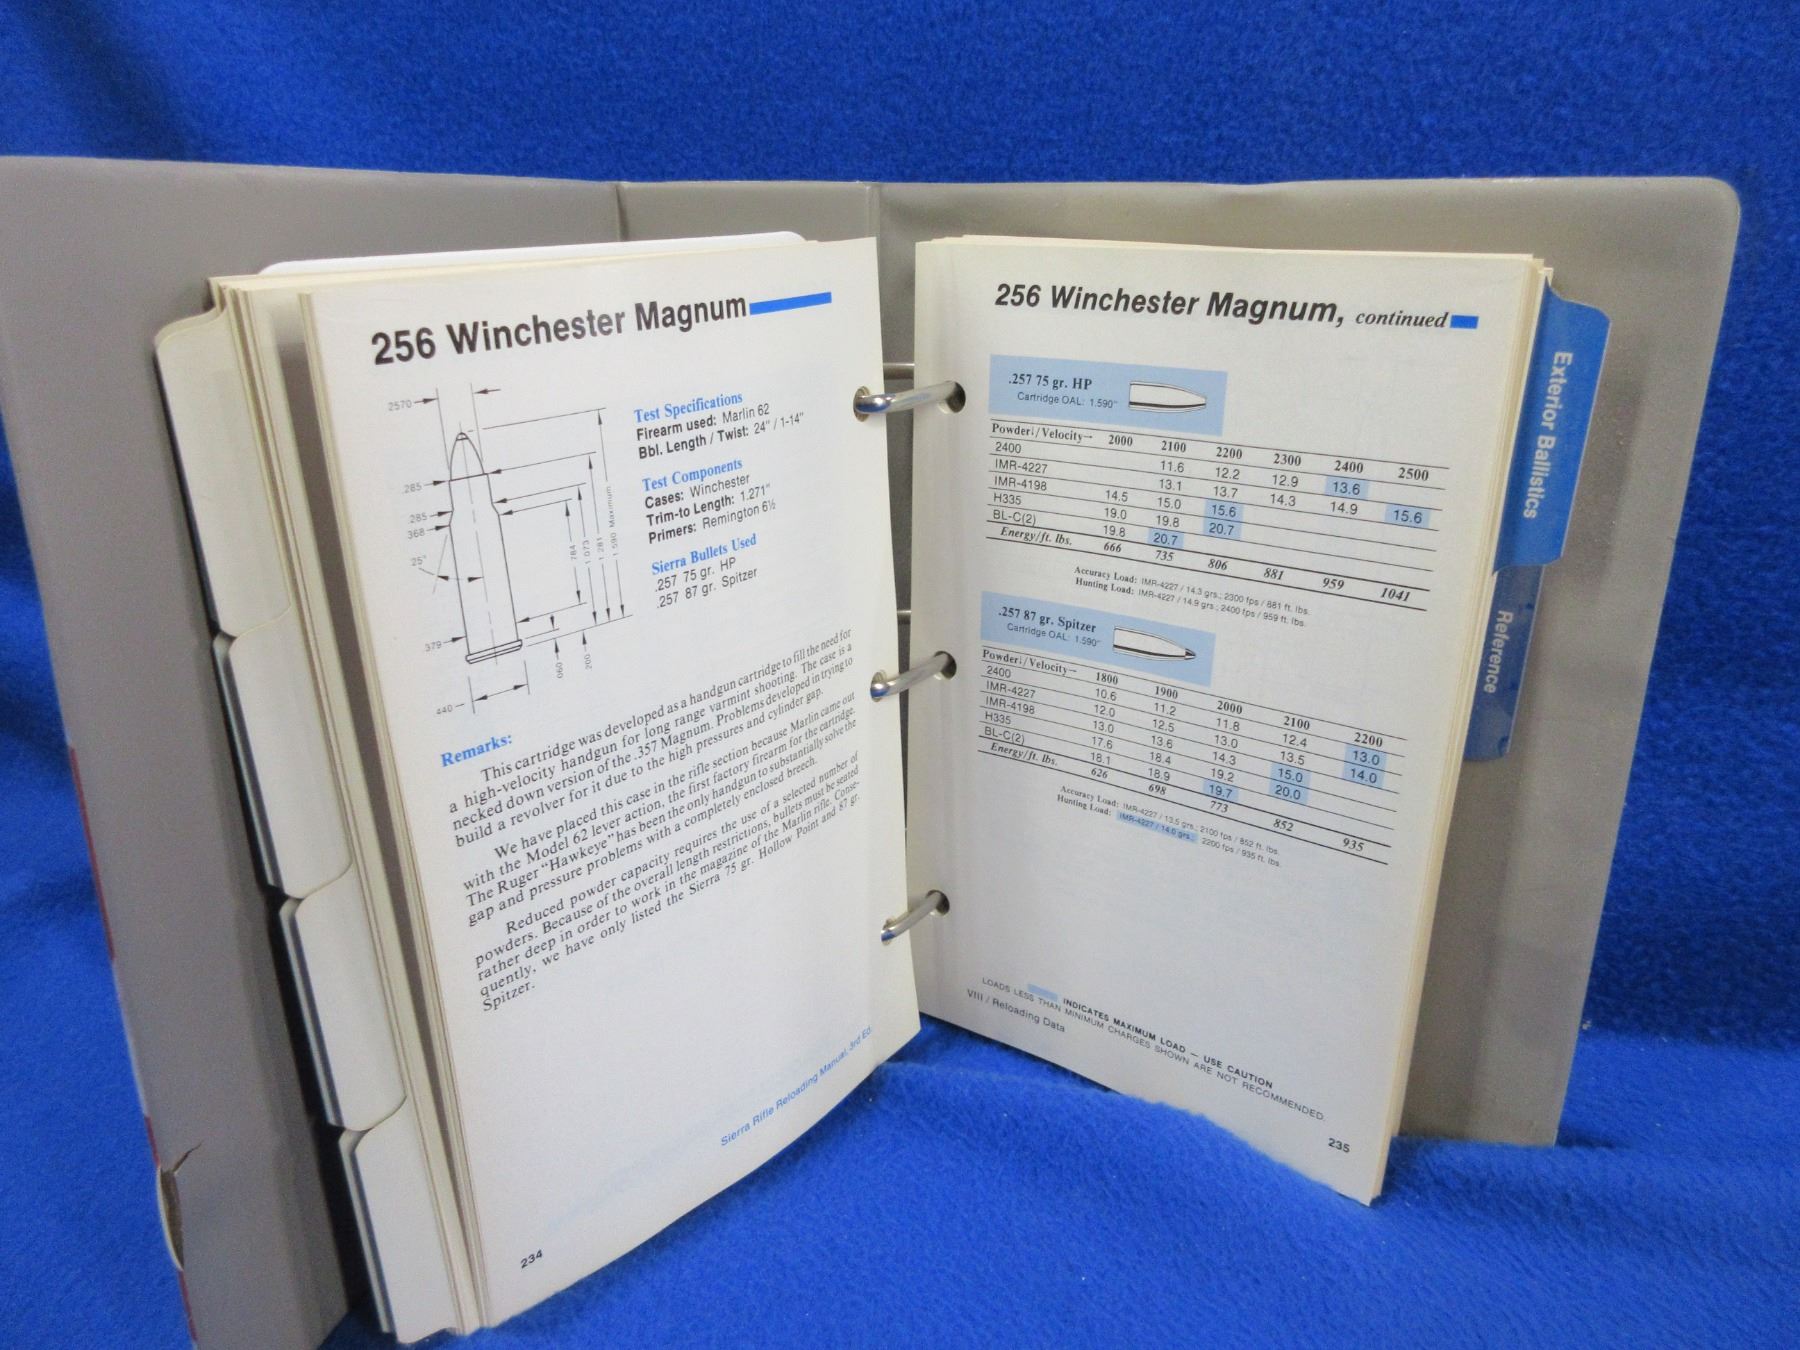 256 Winchester Magnum
2570
.285
.285
368
25°
.379
440
.784
1.073
1.281
1.590 Maximum
.060
.200
Test Specifications
Firearm used: Marlin 62
Bbl. Length / Twist: 24" / 1-14"
Test Components
Cases: Winchester
Trim-to Length: 1.271"
Primers: Remington 6½
Sierra Bullets Used
.257 75 gr. HP
.257 87 gr. Spitzer
Remarks:
This cartridge was developed as a handgun cartridge to fill the need for
a high-velocity handgun for long range varmint shooting. The case is a
necked down version of the .357 Magnum. Problems developed in trying to
build a revolver for it due to the high pressures and cylinder gap.
We have placed this case in the rifle section because Marlin came out
with the Model 62 lever action, the first factory firearm for the cartridge.
The Ruger "Hawkeye" has been the only handgun to substantially solve the
gap and pressure problems with a completely enclosed breech.
Reduced powder capacity requires the use of a selected number of
powders. Because of the overall length restrictions, bullets must be seated
rather deep in order to work in the magazine of the Marlin rifle. Conse-
quently, we have only listed the Sierra 75 gr. Hollow Point and 87 gr.
Spitzer.
Sierra Rifle Reloading Manual, 3rd Ed.
234
256 Winchester Magnum, continued
.257 75 gr. HP
Cartridge OAL: 1.590"
Powder↓/Velocity→ 2000 2100 2200 2300 2400 2500
2400 11.6 12.2 12.9 13.6
IMR-4227 13.1 13.7 14.3 14.9 15.6
IMR-4198 14.5 15.0 15.6
H335 19.0 19.8 20.7
BL-C(2) 19.8 20.7
Energy/ft. lbs. 666 735 806 881 959 1041
Accuracy Load: IMR-4227 / 14.3 grs.; 2300 fps / 881 ft. lbs.
Hunting Load: IMR-4227 / 14.9 grs.; 2400 fps / 959 ft. lbs.
.257 87 gr. Spitzer
Cartridge OAL: 1.590"
Powder↓/Velocity→ 1800 1900 2000 2100 2200
2400 10.6 11.2 11.8 12.4 13.0
IMR-4227 12.0 12.5 13.0 13.5 14.0
IMR-4198 13.0 13.6 14.3 15.0
H335 17.6 18.4 19.2 20.0
BL-C(2) 18.1 18.9 19.7
Energy/ft. lbs. 626 698 773 852 935
Accuracy Load: IMR-4227 / 13.5 grs.; 2100 fps / 852 ft. lbs.
Hunting Load: IMR-4227 / 14.0 grs.; 2200 fps / 935 ft. lbs.
INDICATES MAXIMUM LOAD — USE CAUTION
LOADS LESS THAN MINIMUM CHARGES SHOWN ARE NOT RECOMMENDED.
VIII / Reloading Data
235
Exterior Ballistics
Reference